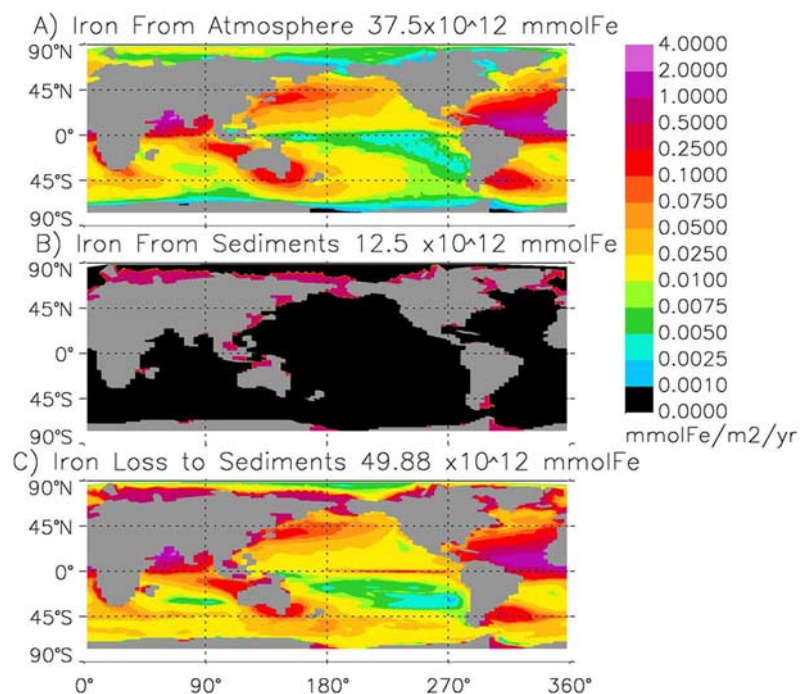 A) Iron From Atmosphere 37.5x10^12 mmolFe
90°N
45°N
0°
45°S
90°S
B) Iron From Sediments 12.5 x10^12 mmolFe
90°N
45°N
0°
45°S
90°S
C) Iron Loss to Sediments 49.88 x10^12 mmolFe
90°N
45°N
0°
45°S
90°S
0° 90° 180° 270° 360°
4.0000
2.0000
1.0000
0.5000
0.2500
0.1000
0.0750
0.0500
0.0250
0.0100
0.0075
0.0050
0.0025
0.0010
0.0000
mmolFe/m2/yr